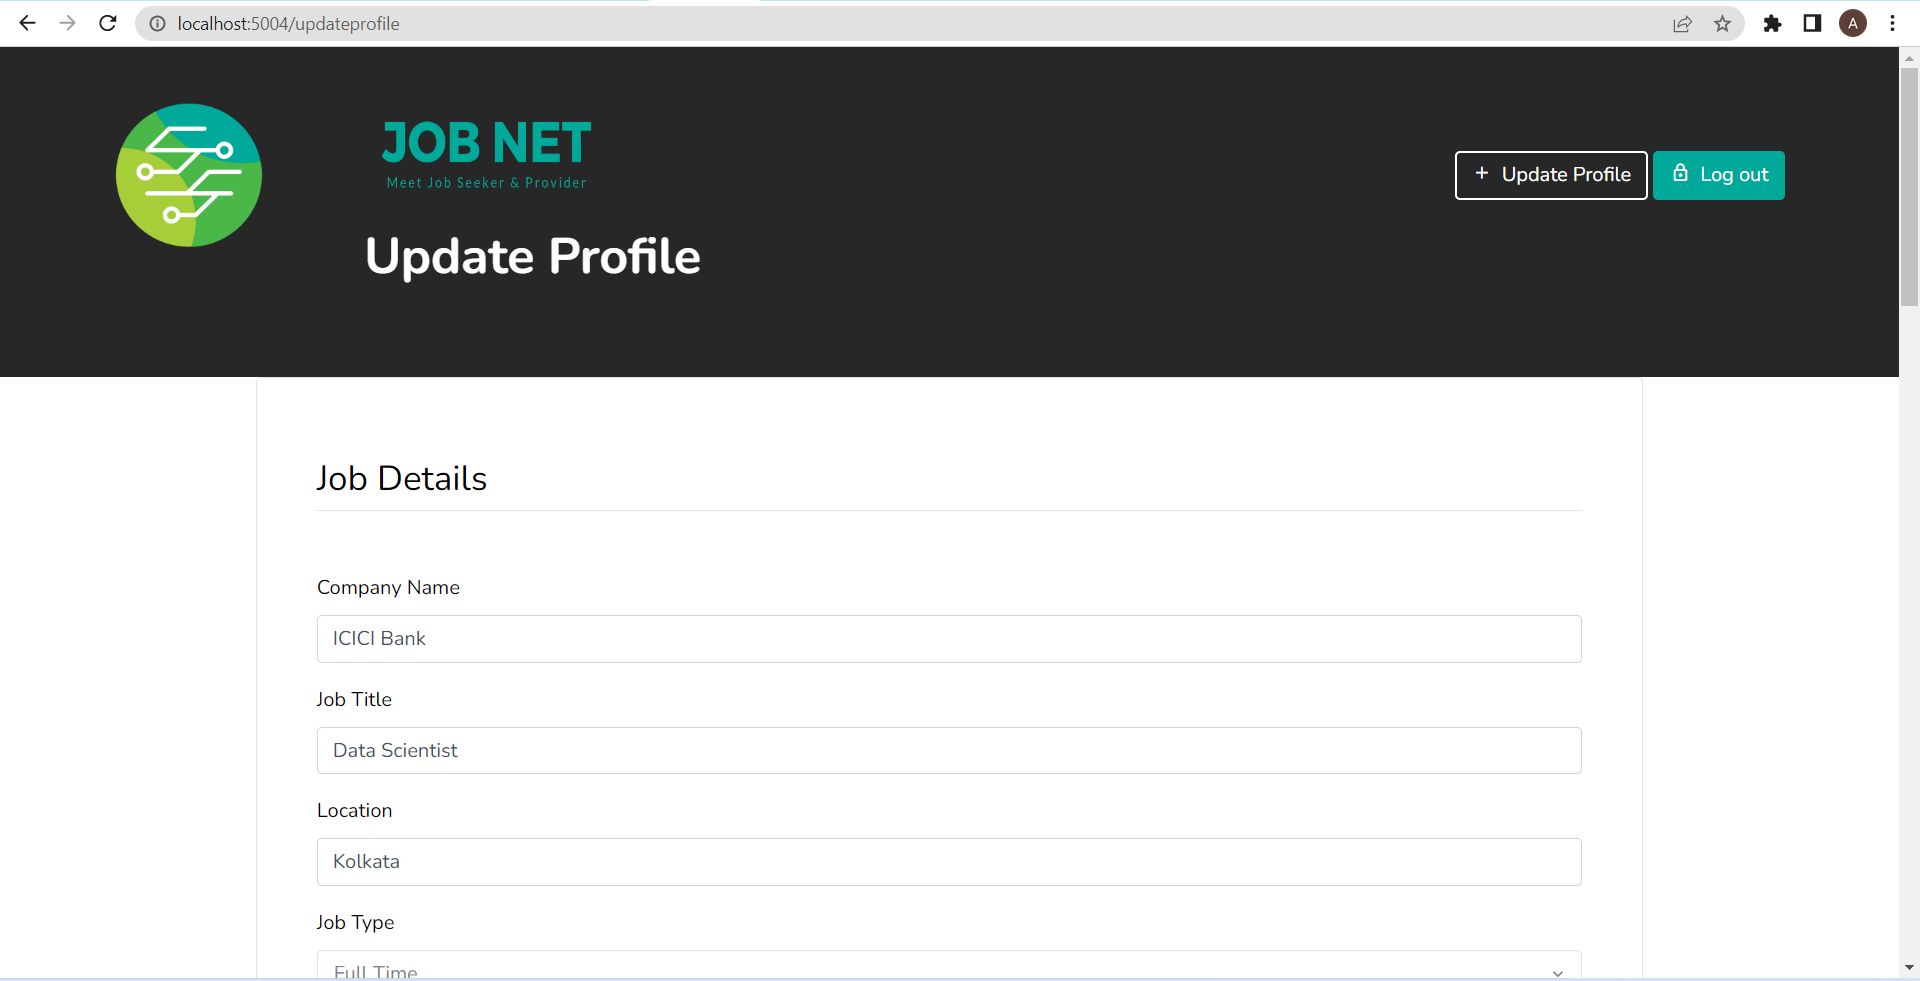 localhost:5004/updateprofile
A
JOB NET
Meet Job Seeker & Provider
+ Update Profile
Log out
Update Profile
Job Details
Company Name
ICICI Bank
Job Title
Data Scientist
Location
Kolkata
Job Type
Full Time